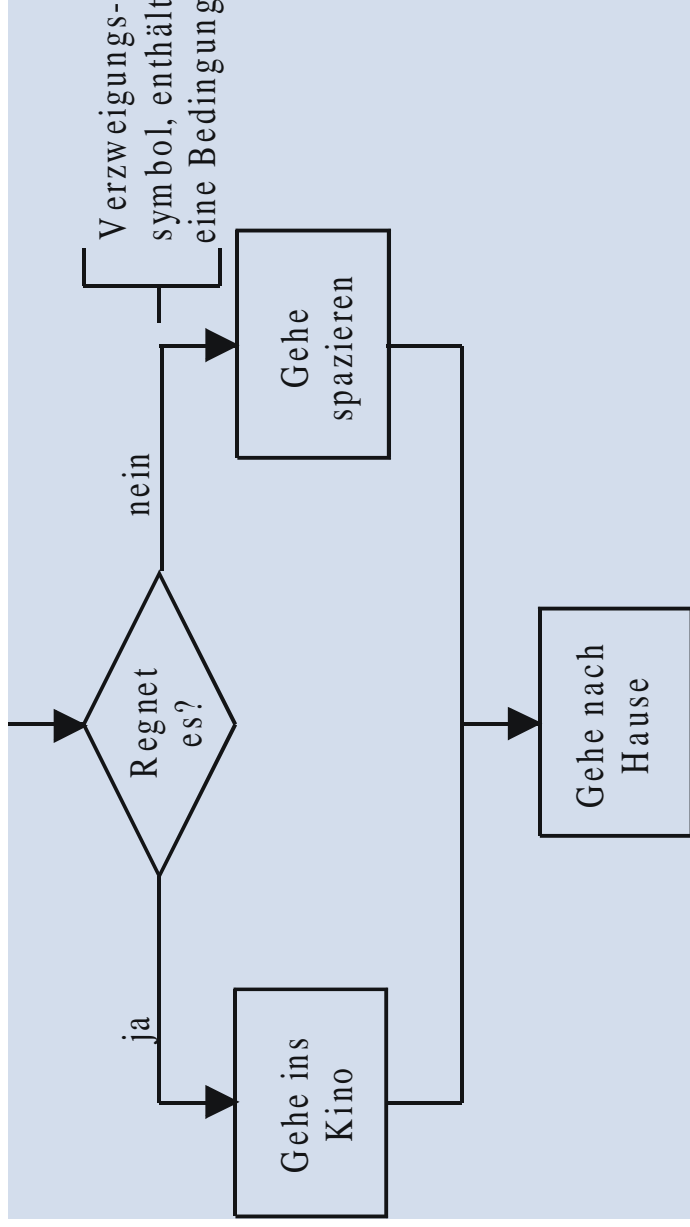 Verzweigungs-
symbol, enthält
eine Bedingung
Regnet
es?
ja
nein
Gehe ins
Kino
Gehe
spazieren
Gehe nach
Hause